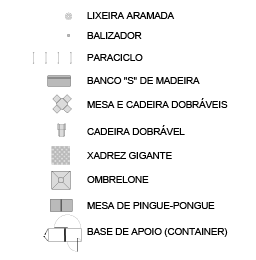 LIXEIRA ARAMADA
BALIZADOR
PARACICLO
BANCO "S" DE MADEIRA
MESA E CADEIRA DOBRÁVEIS
CADEIRA DOBRÁVEL
XADREZ GIGANTE
OMBRELONE
MESA DE PINGUE-PONGUE
BASE DE APOIO (CONTAINER)